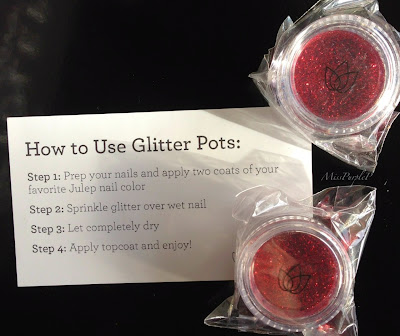 How to Use Glitter Pots:
Step 1: Prep your nails and apply two coats of your
favorite Julep nail color
Step 2: Sprinkle glitter over wet nail
Step 3: Let completely dry
Step 4: Apply topcoat and enjoy!
MissPurpleP